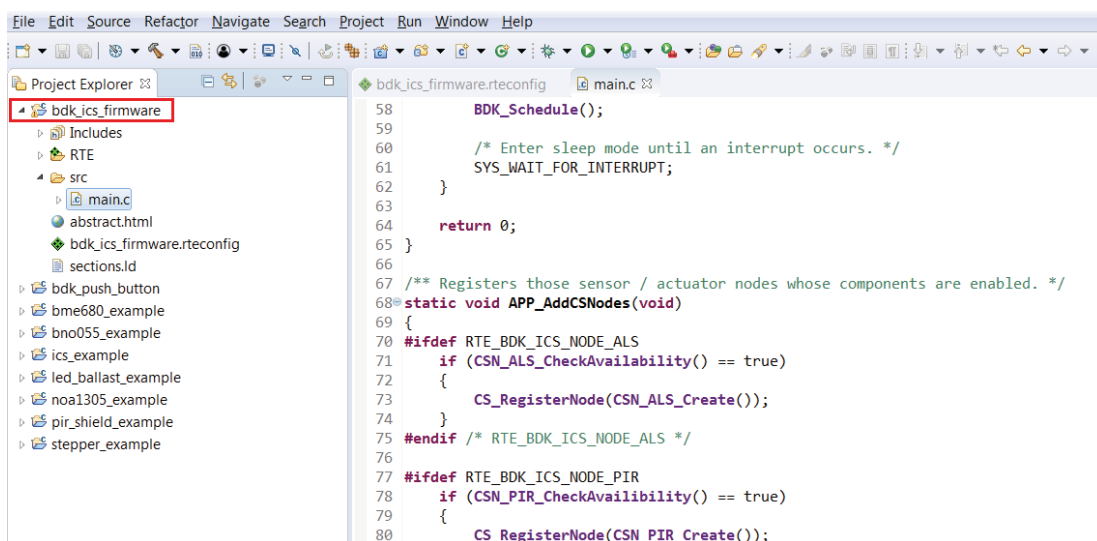 File Edit Source Refactor Navigate Search Project Run Window Help
Project Explorer
bdk_ics_firmware
Includes
RTE
src
main.c
abstract.html
bdk_ics_firmware.rteconfig
sections.ld
bdk_push_button
bme680_example
bno055_example
ics_example
led_ballast_example
noa1305_example
pir_shield_example
stepper_example
bdk_ics_firmware.rteconfig main.c
58 BDK_Schedule();
59
60 /* Enter sleep mode until an interrupt occurs. */
61 SYS_WAIT_FOR_INTERRUPT;
62 }
63
64 return 0;
65 }
66
67 /** Registers those sensor / actuator nodes whose components are enabled. */
68 static void APP_AddCSNodes(void)
69 {
70 #ifdef RTE_BDK_ICS_NODE_ALS
71 if (CSN_ALS_CheckAvailability() == true)
72 {
73 CS_RegisterNode(CSN_ALS_Create());
74 }
75 #endif /* RTE_BDK_ICS_NODE_ALS */
76
77 #ifdef RTE_BDK_ICS_NODE_PIR
78 if (CSN_PIR_CheckAvailibility() == true)
79 {
80 CS_RegisterNode(CSN_PIR_Create());